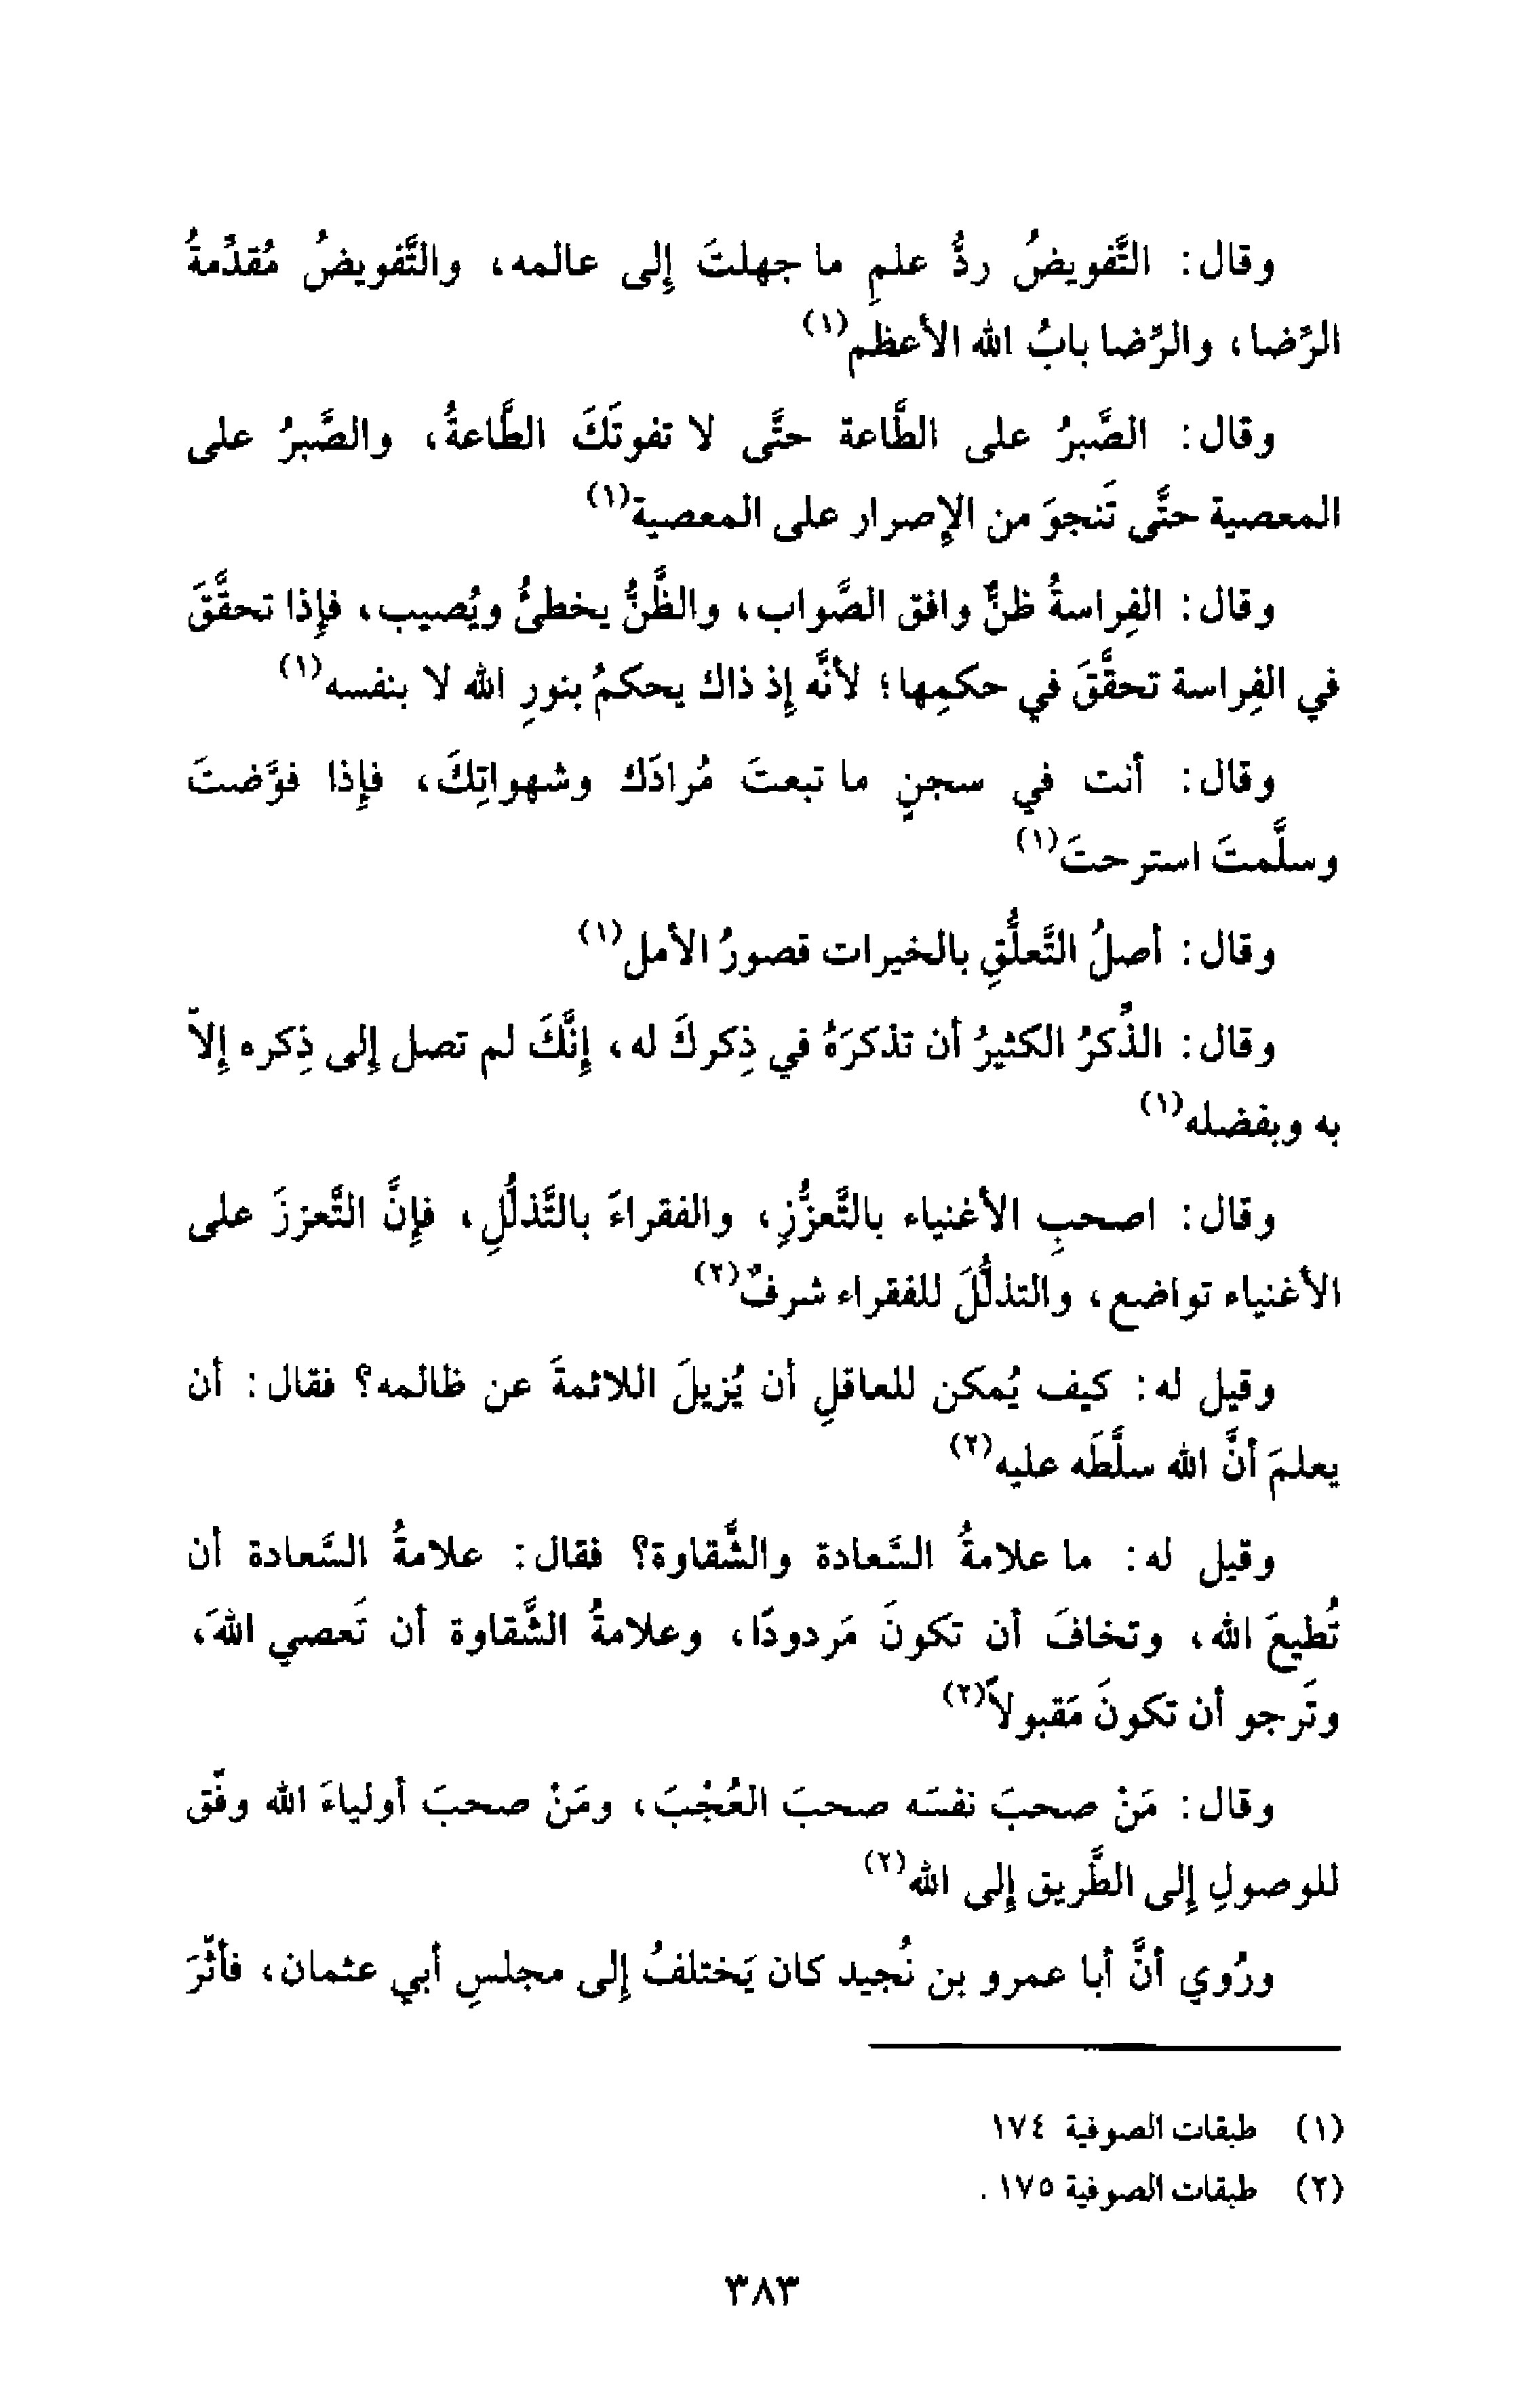 وقال: التَّفويضُ ردُّ علمِ ما جهلتَ إلى عالمه، والتَّفويضُ مُقدِّمةُ
الرِّضا، والرِّضا بابُ الله الأعظم(١)
وقال: الصَّبرُ على الطَّاعة حتَّى لا تفوتَكَ الطَّاعةُ، والصَّبرُ على
المعصية حتَّى تَنجوَ من الإصرار على المعصية(١)
وقال: الفِراسةُ ظنٌّ وافق الصَّواب، والظَّنُّ يخطئُ ويُصيب، فإذا تحقَّقَ
في الفِراسة تحقَّقَ في حكمِها؛ لأنَّه إذ ذاك يحكمُ بنورِ الله لا بنفسه(١)
وقال: أنت في سجنٍ ما تبعتَ مُرادَك وشهواتِكَ، فإذا فوَّضتَ
وسلَّمتَ استرحتَ(١)
وقال: أصلُ التَّعلُّقِ بالخيرات قصورُ الأمل(١)
وقال: الذِّكرُ الكثيرُ أن تذكرَهُ في ذِكركَ له، إنَّكَ لم تصل إلى ذِكره إلاّ
به وبفضله(١)
وقال: اصحبِ الأغنياء بالتَّعزُّزِ، والفقراءَ بالتَّذلُّلِ، فإنَّ التَّعززَ على
الأغنياء تواضع، والتذلُّلَ للفقراء شرفٌ(٢)
وقيل له: كيف يُمكن للعاقلِ أن يُزيلَ اللائمةَ عن ظالمه؟ فقال: أن
يعلمَ أنَّ الله سلَّطَه عليه(٢)
وقيل له: ما علامةُ السَّعادة والشَّقاوة؟ فقال: علامةُ السَّعادة أن
تُطيعَ الله، وتخافَ أن تكونَ مَردودًا، وعلامةُ الشَّقاوة أن تَعصي اللهَ،
وتَرجو أن تكونَ مَقبولاً(٢)
وقال: مَنْ صحبَ نفسَه صحبَ العُجْبَ، ومَنْ صحبَ أولياءَ الله وفّق
للوصولِ إلى الطَّريق إلى الله(٢)
ورُوي أنَّ أبا عمرو بن نُجيد كان يَختلفُ إلى مجلسِ أبي عثمان، فأثّرَ
(١) طبقات الصوفية ١٧٤
(٢) طبقات الصوفية ١٧٥.
٣٨٣